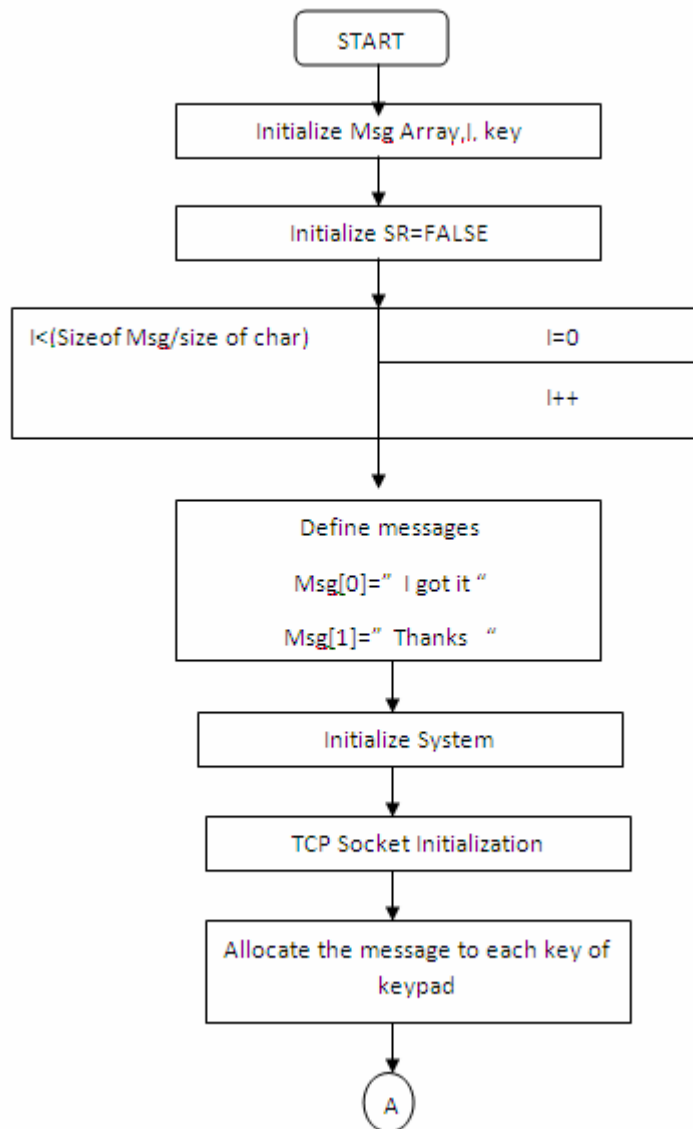 START
Initialize Msg Array,I, key
Initialize SR=FALSE
I<(Sizeof Msg/size of char)
I=0
I++
Define messages
Msg[0]=” I got it “
Msg[1]=” Thanks “
Initialize System
TCP Socket Initialization
Allocate the message to each key of
keypad
A